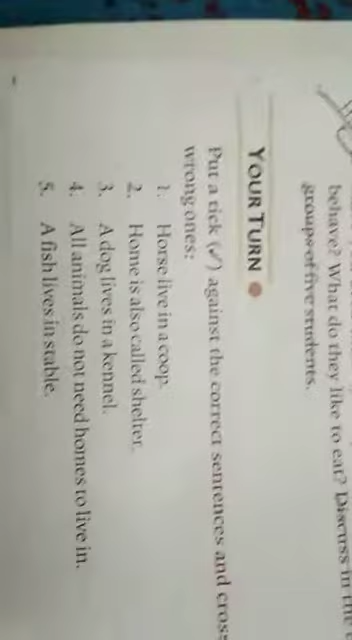 behave? What do they like to eat? Discuss in the
groups of five students.
YOUR TURN
Put a tick (✓) against the correct sentences and cross
wrong ones:
1. Horse live in a coop.
2. Home is also called shelter.
3. A dog lives in a kennel.
4. All animals do not need homes to live in.
5. A fish lives in stable.